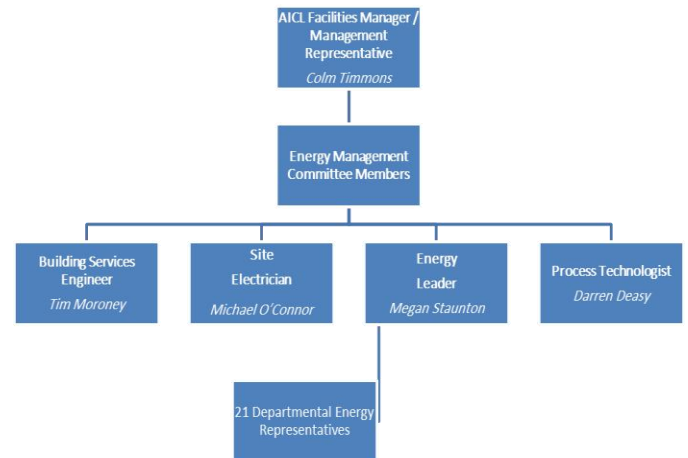 AICL Facilities Manager /
Management
Representative
Colm Timmons
Energy Management
Committee Members
Building Services
Engineer
Tim Moroney
Site
Electrician
Michael O'Connor
Energy
Leader
Megan Staunton
Process Technologist
Darren Deasy
21 Departmental Energy
Representatives